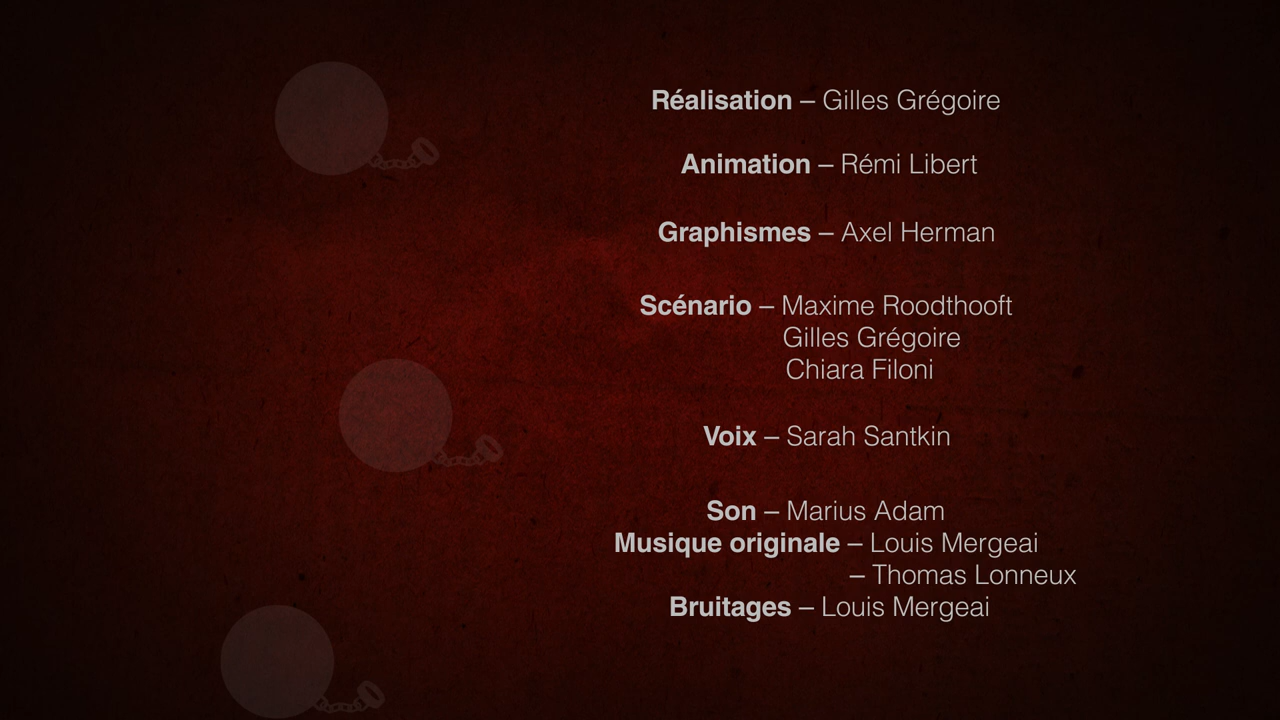 Réalisation – Gilles Grégoire
Animation – Rémi Libert
Graphismes – Axel Herman
Scénario – Maxime Roodthooft
Gilles Grégoire
Chiara Filoni
Voix – Sarah Santkin
Son – Marius Adam
Musique originale – Louis Mergeai
– Thomas Lonneux
Bruitages – Louis Mergeai